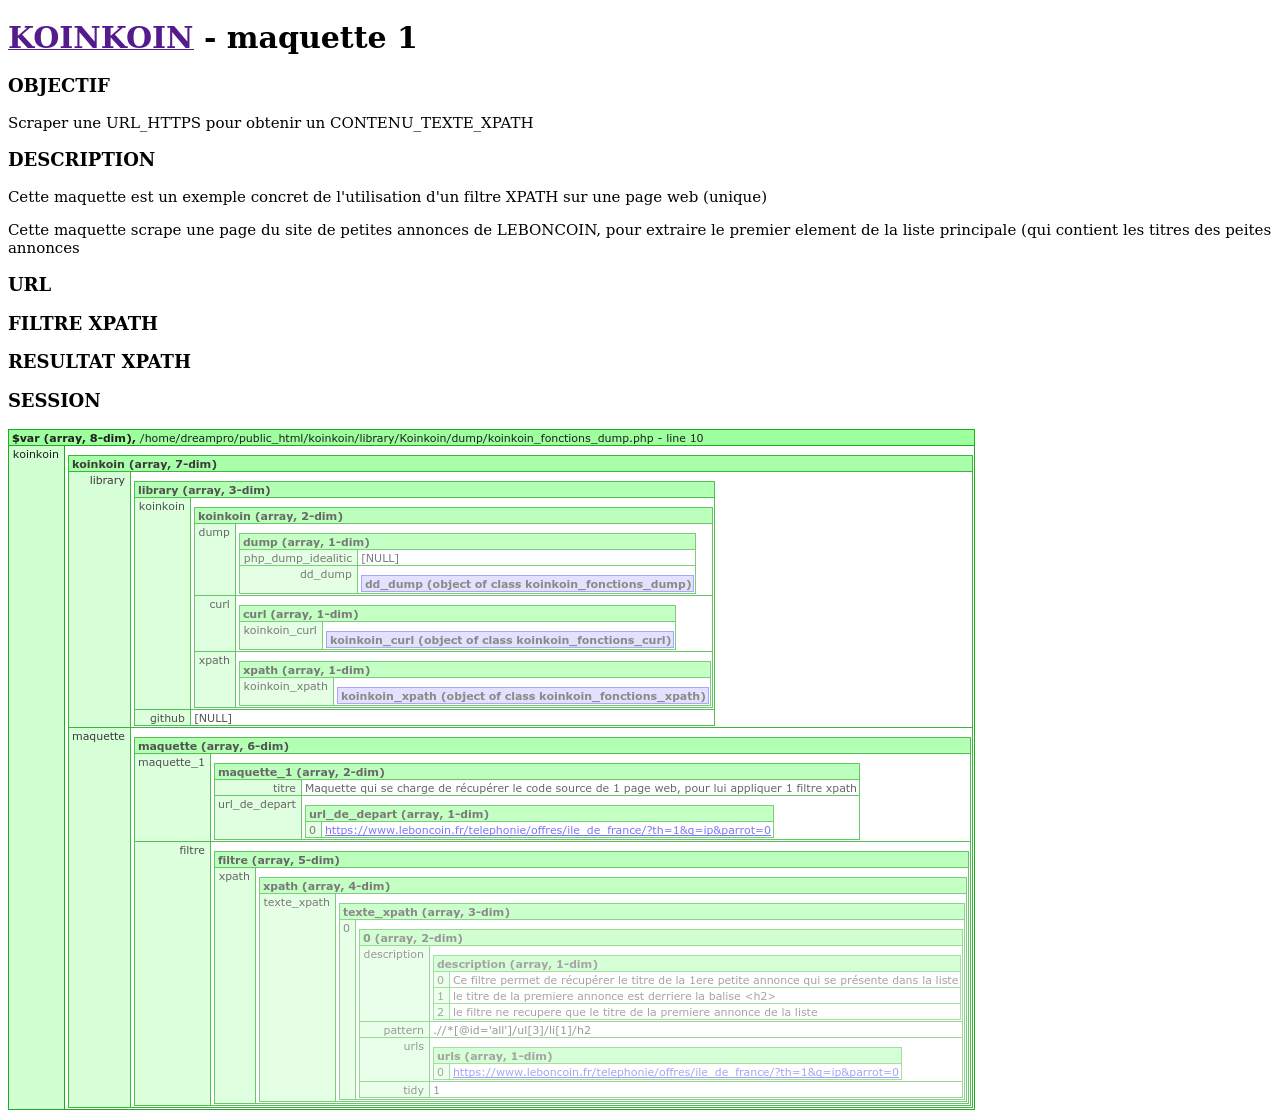 KOINKOIN - maquette 1
OBJECTIF
Scraper une URL_HTTPS pour obtenir un CONTENU_TEXTE_XPATH
DESCRIPTION
Cette maquette est un exemple concret de l'utilisation d'un filtre XPATH sur une page web (unique)
Cette maquette scrape une page du site de petites annonces de LEBONCOIN, pour extraire le premier element de la liste principale (qui contient les titres des peites
annonces
URL
FILTRE XPATH
RESULTAT XPATH
SESSION
$var (array, 8-dim), /home/dreampro/public_html/koinkoin/library/Koinkoin/dump/koinkoin_fonctions_dump.php - line 10
koinkoin
koinkoin (array, 7-dim)
library
library (array, 3-dim)
koinkoin
koinkoin (array, 2-dim)
dump
dump (array, 1-dim)
php_dump_idealitic [NULL]
dd_dump
dd_dump (object of class koinkoin_fonctions_dump)
curl
curl (array, 1-dim)
koinkoin_curl
koinkoin_curl (object of class koinkoin_fonctions_curl)
xpath
xpath (array, 1-dim)
koinkoin_xpath
koinkoin_xpath (object of class koinkoin_fonctions_xpath)
github [NULL]
maquette
maquette (array, 6-dim)
maquette_1
maquette_1 (array, 2-dim)
titre Maquette qui se charge de récupérer le code source de 1 page web, pour lui appliquer 1 filtre xpath
url_de_depart
url_de_depart (array, 1-dim)
0 https://www.leboncoin.fr/telephonie/offres/ile_de_france/?th=1&q=ip&parrot=0
filtre
filtre (array, 5-dim)
xpath
xpath (array, 4-dim)
texte_xpath
texte_xpath (array, 3-dim)
0
0 (array, 2-dim)
description
description (array, 1-dim)
0 Ce filtre permet de récupérer le titre de la 1ere petite annonce qui se présente dans la liste
1 le titre de la premiere annonce est derriere la balise <h2>
2 le filtre ne recupere que le titre de la premiere annonce de la liste
pattern .//*[@id='all']/ul[3]/li[1]/h2
urls
urls (array, 1-dim)
0 https://www.leboncoin.fr/telephonie/offres/ile_de_france/?th=1&q=ip&parrot=0
tidy 1